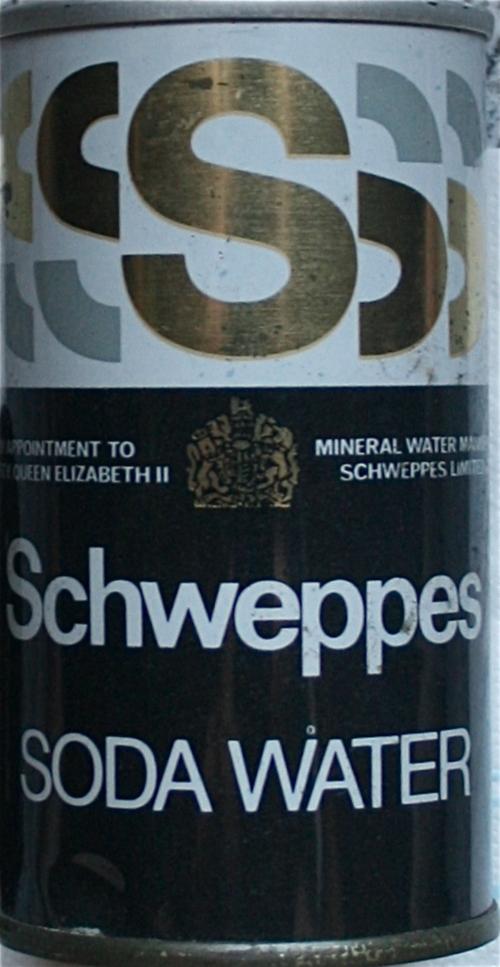 S
APPOINTMENT TO
QUEEN ELIZABETH II
MINERAL WATER
SCHWEPPES LIMITED
Schweppes
SODA WATER